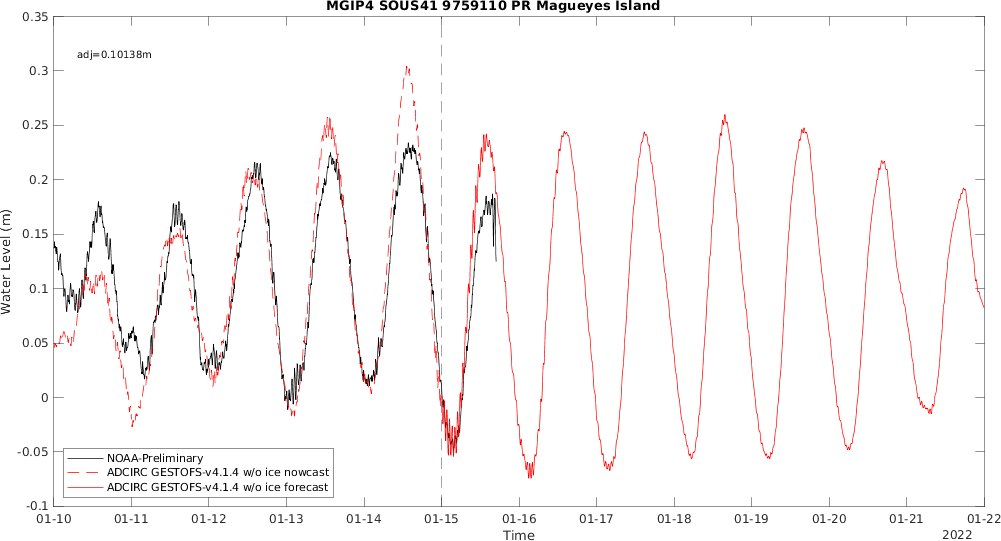 MGIP4 SOUS41 9759110 PR Magueyes Island
adj=0.10138m
0.35
0.3
0.25
0.2
0.15
0.1
0.05
0
-0.05
-0.1
Water Level (m)
NOAA-Preliminary
ADCIRC GESTOFS-v4.1.4 w/o ice nowcast
ADCIRC GESTOFS-v4.1.4 w/o ice forecast
01-10 01-11 01-12 01-13 01-14 01-15 01-16 01-17 01-18 01-19 01-20 01-21 01-22
Time
2022